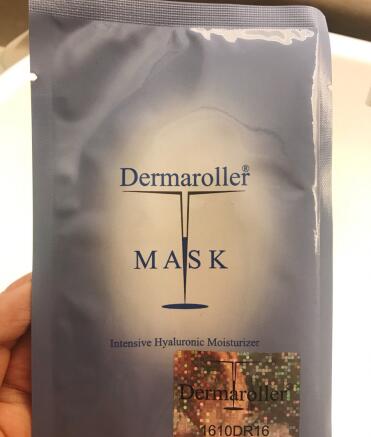 Dermaroller®
MASK
Intensive Hyaluronic Moisturizer
Dermaroller®
1610DR16